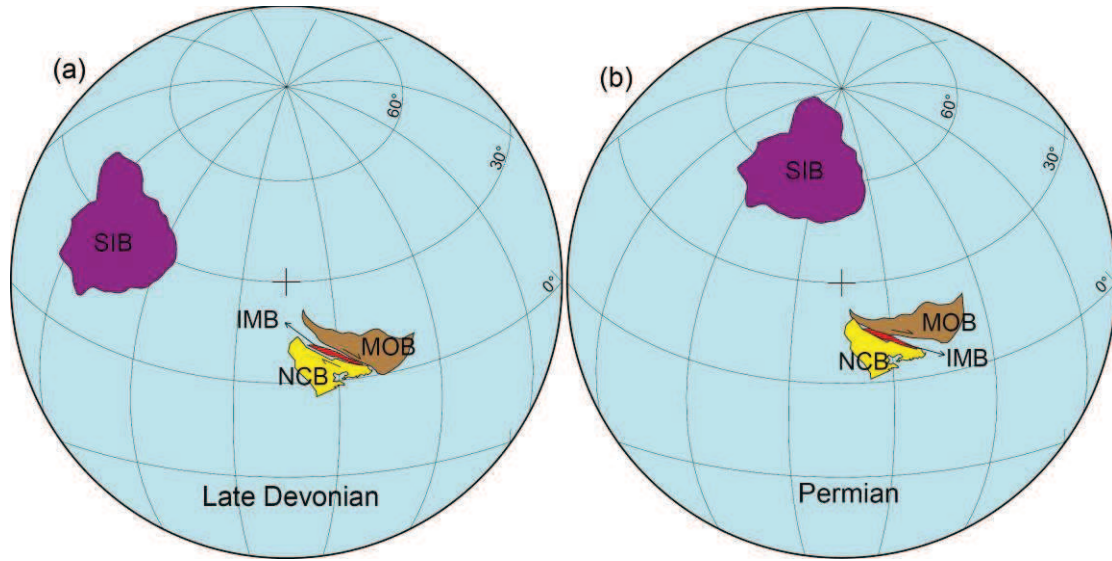 (a)
60°
30°
SIB
0°
IMB
MOB
NCB
Late Devonian
(b)
60°
30°
SIB
0°
MOB
NCB
IMB
Permian